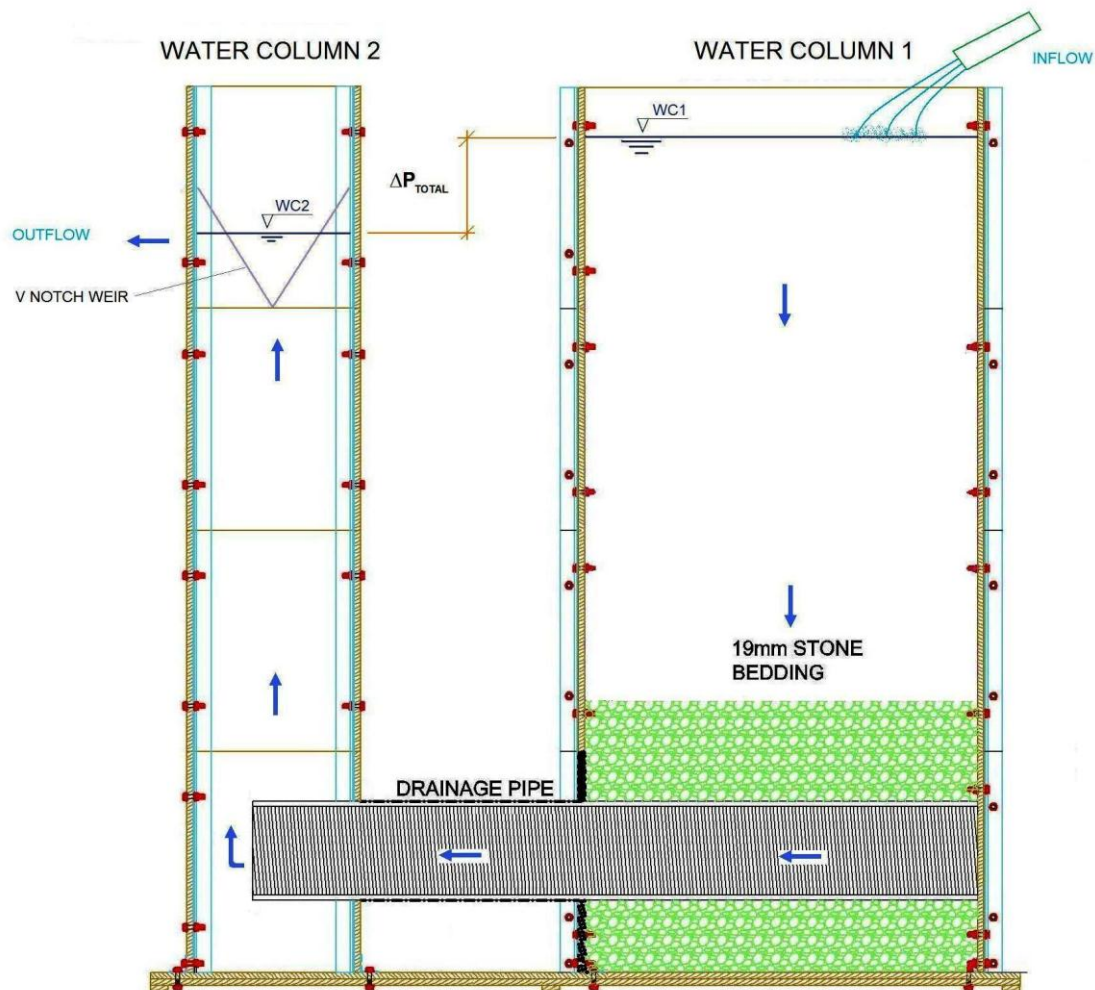 WATER COLUMN 2
WATER COLUMN 1
INFLOW
WC1
ΔP TOTAL
WC2
OUTFLOW
V NOTCH WEIR
19mm STONE
BEDDING
DRAINAGE PIPE